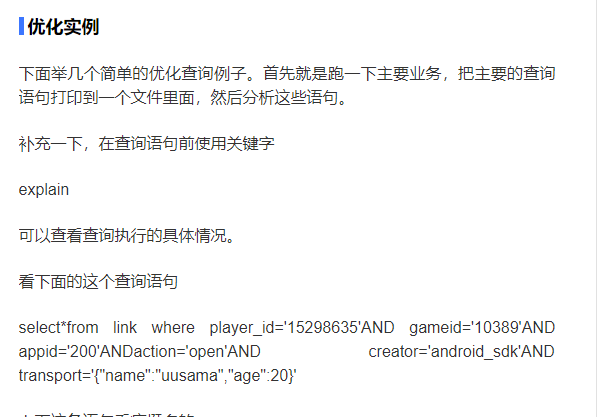 优化实例
下面举几个简单的优化查询例子。首先就是跑一下主要业务，把主要的查询
语句打印到一个文件里面，然后分析这些语句。
补充一下，在查询语句前使用关键字
explain
可以查看查询执行的具体情况。
看下面的这个查询语句
select*from link where player_id='15298635'AND gameid='10389'AND
appid='200'ANDaction='open'AND creator='android_sdk'AND
transport='{"name":"uusama","age":20}'